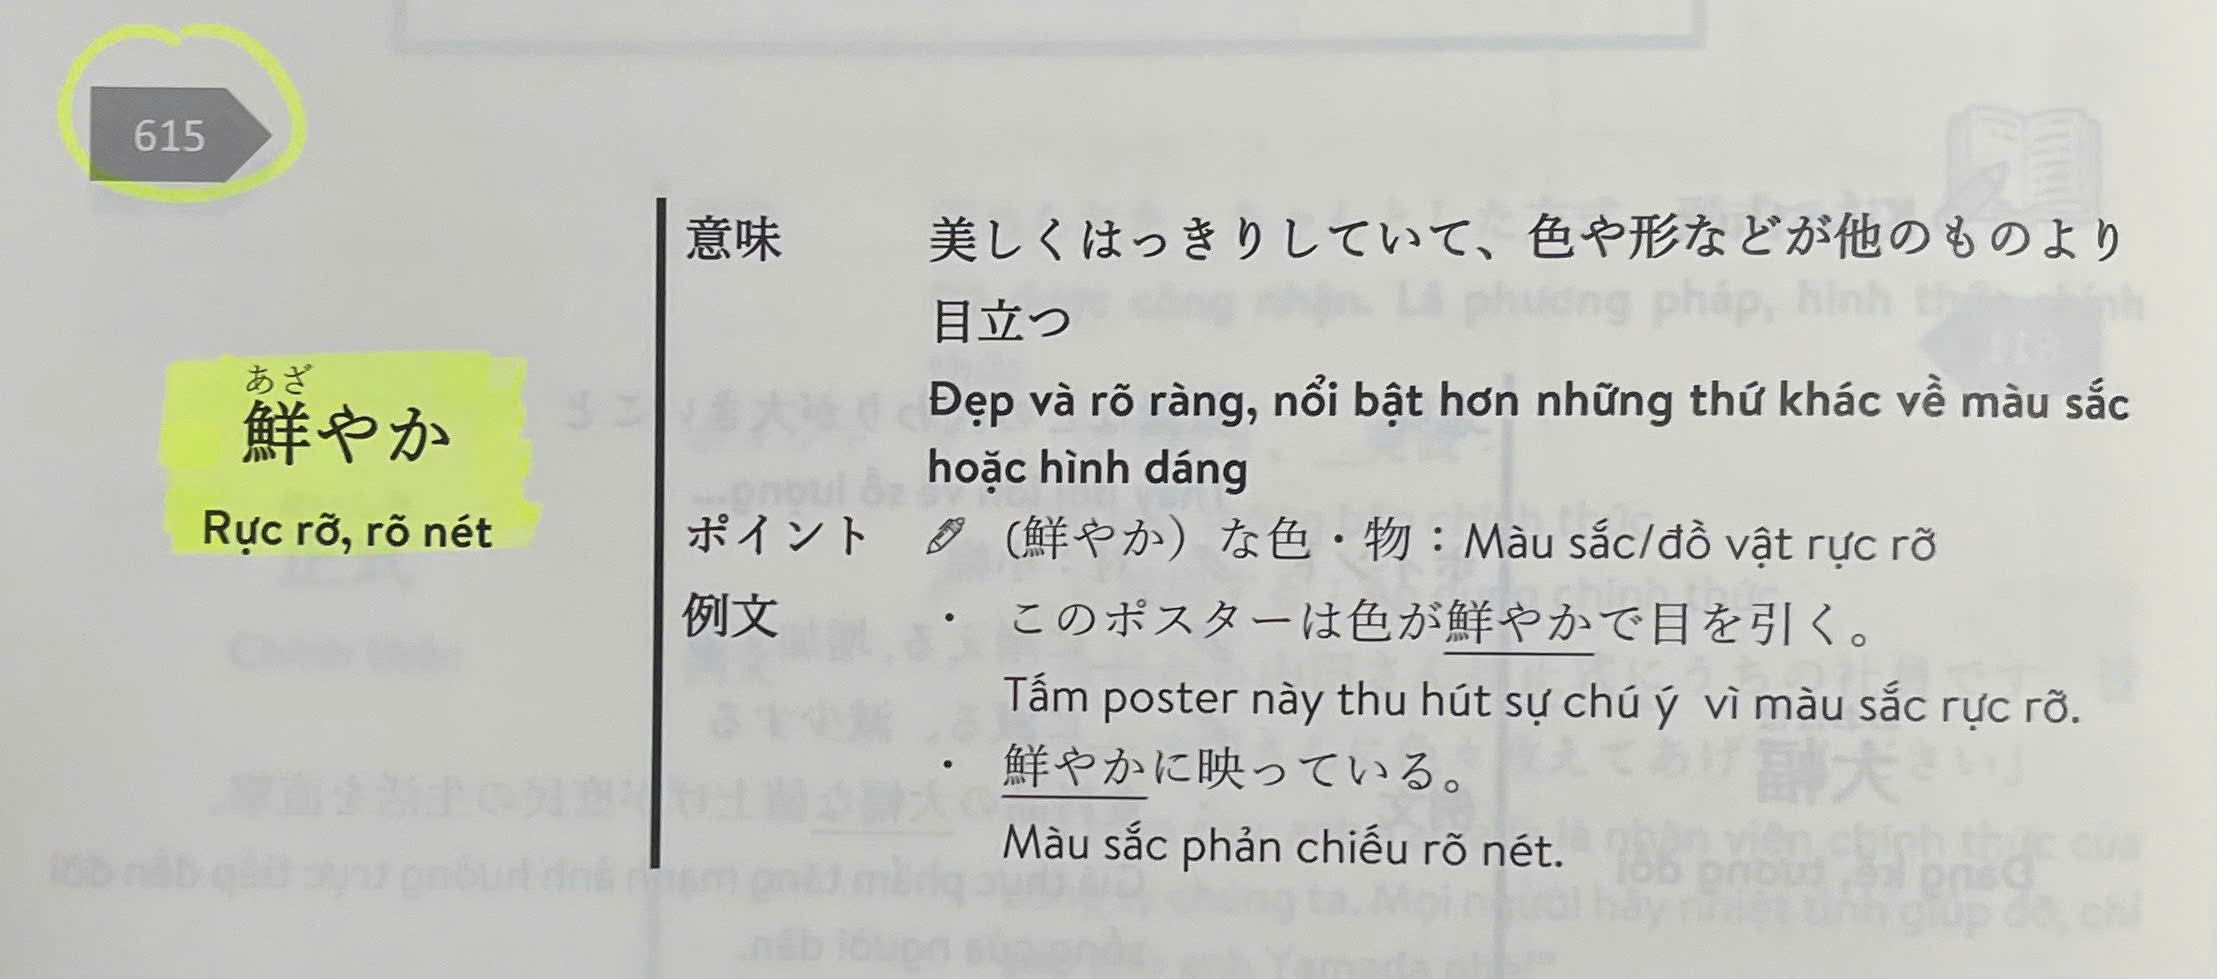 615
あざ
鮮やか
Rực rỡ, rõ nét
意味 美しくはっきりしていて、色や形などが他のものより
目立つ
Đẹp và rõ ràng, nổi bật hơn những thứ khác về màu sắc
hoặc hình dáng
ポイント (鮮やか）な色・物：Màu sắc/đồ vật rực rỡ
例文 ・ このポスターは色が鮮やかで目を引く。
Tấm poster này thu hút sự chú ý vì màu sắc rực rỡ.
・ 鮮やかに映っている。
Màu sắc phản chiếu rõ nét.